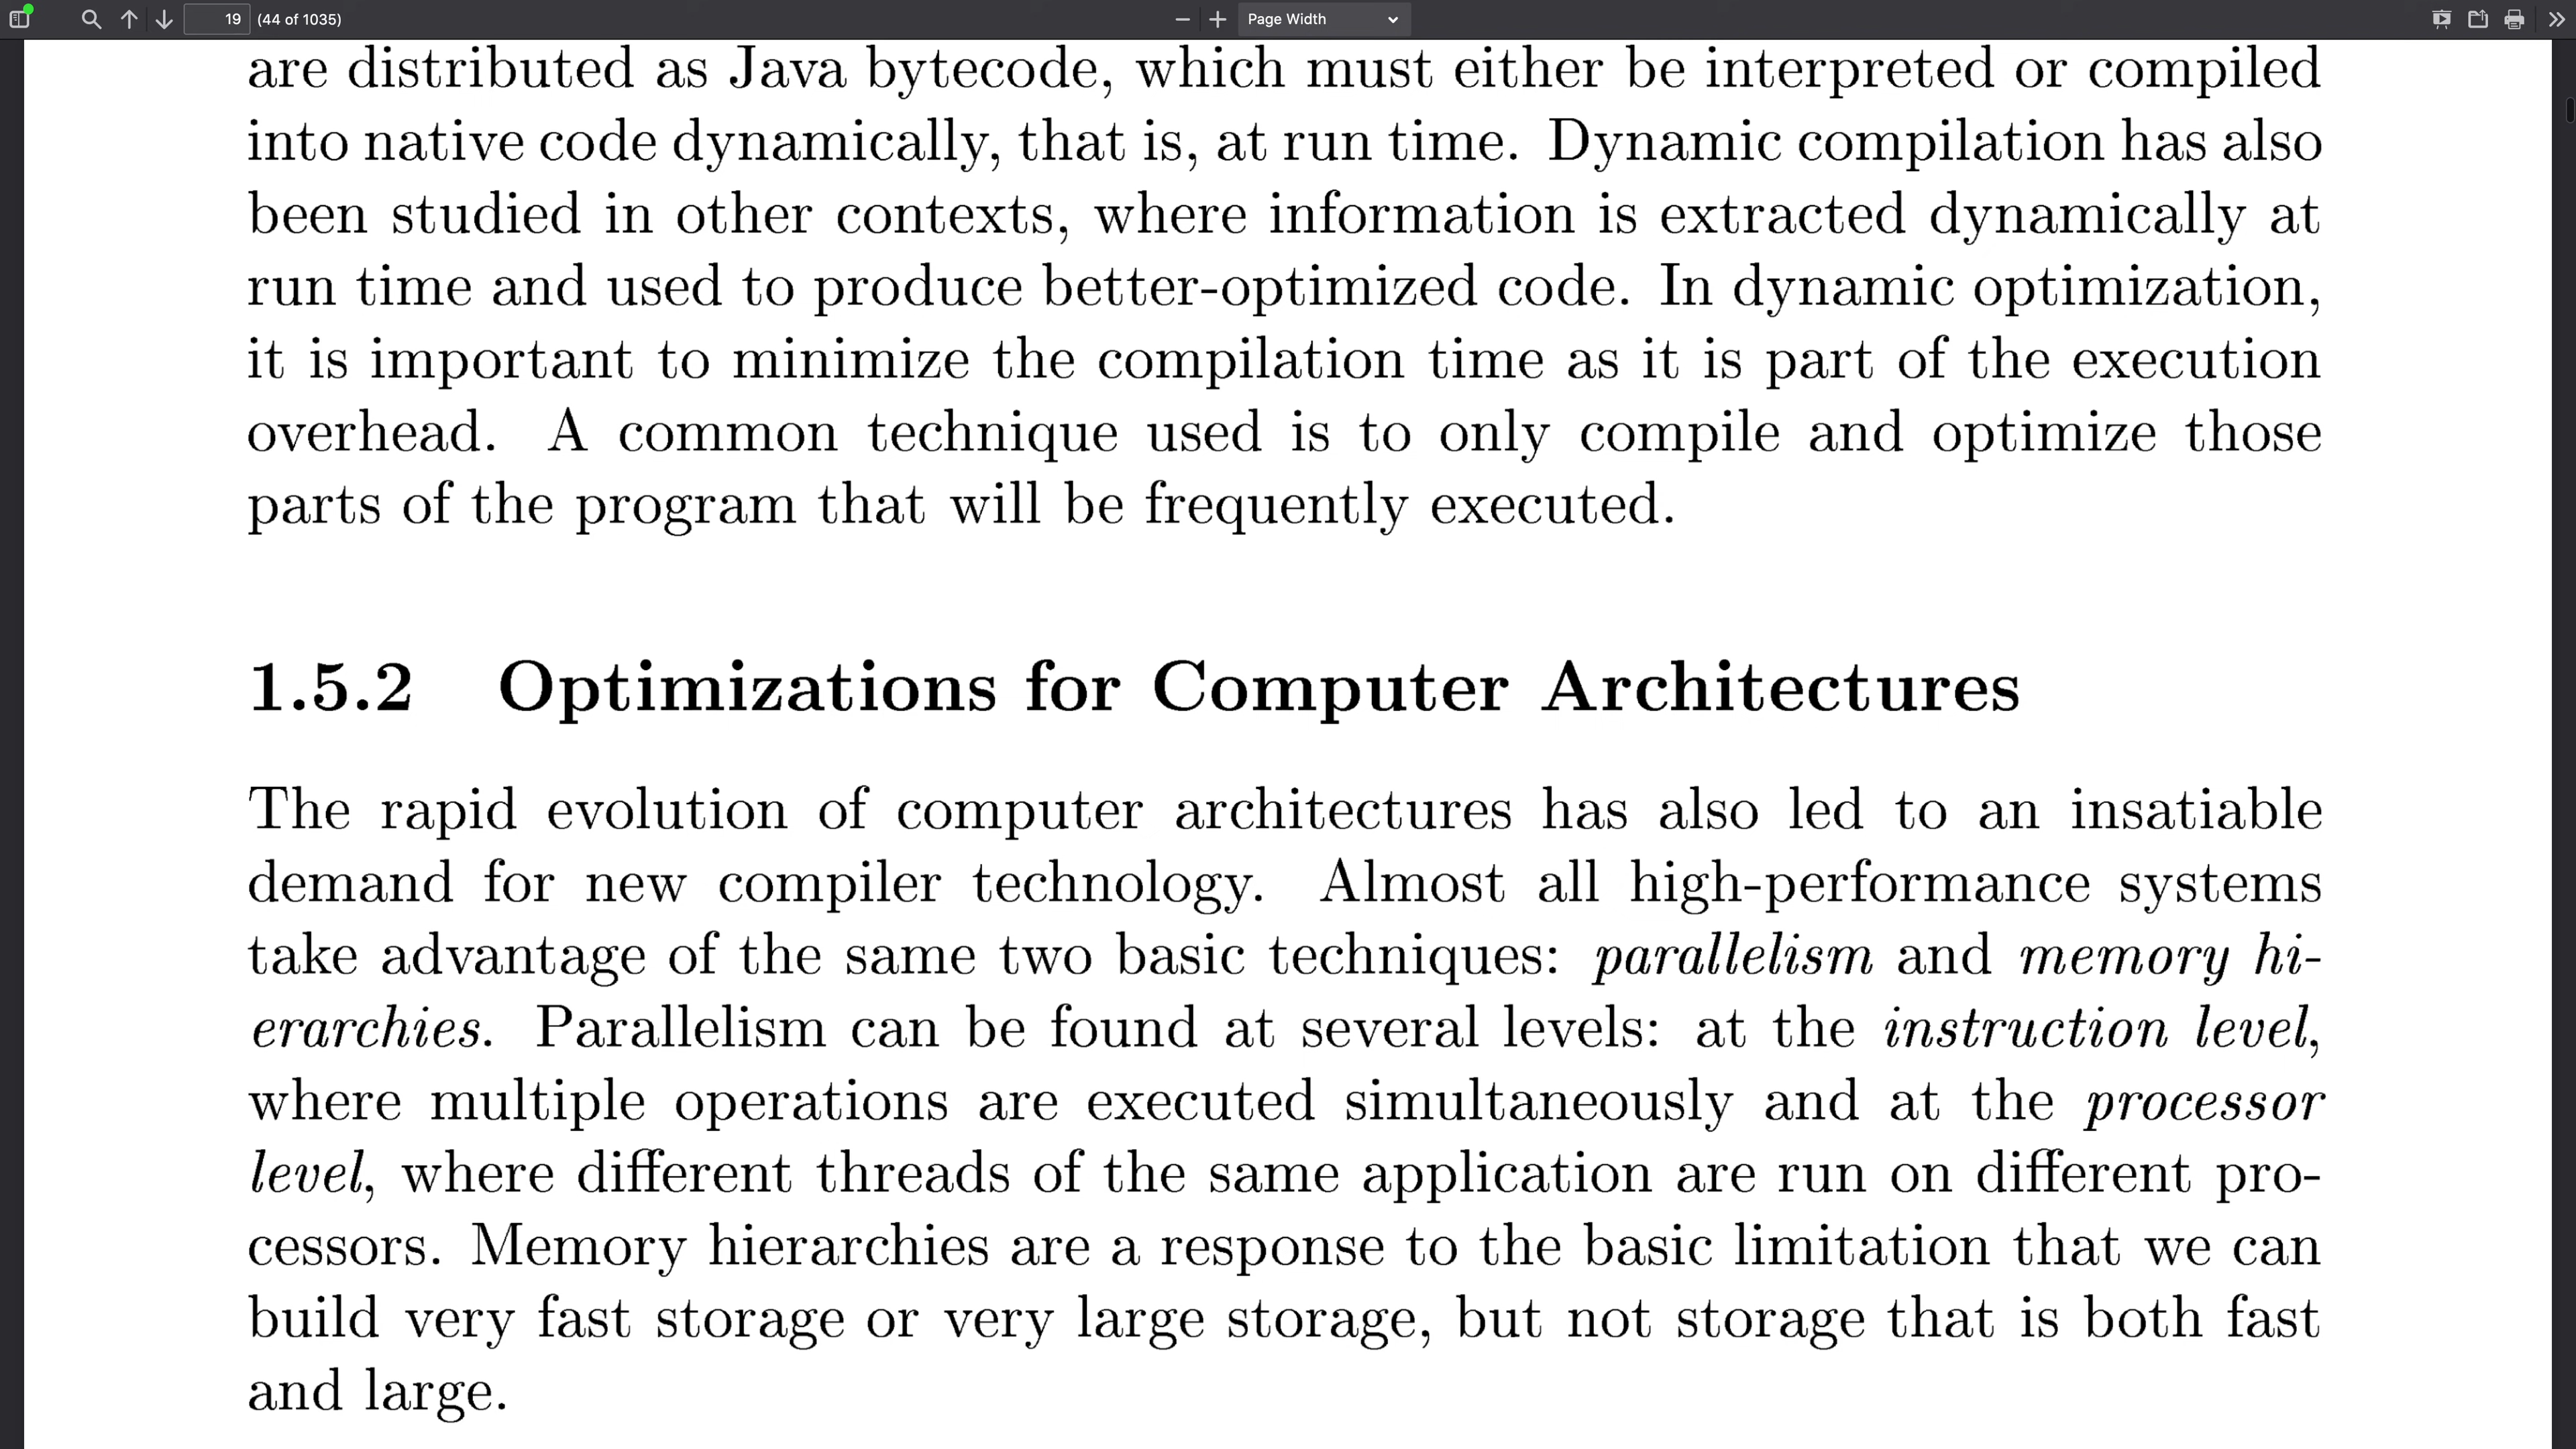 19 (44 of 1035) Page Width
are distributed as Java bytecode, which must either be interpreted or compiled
into native code dynamically, that is, at run time. Dynamic compilation has also
been studied in other contexts, where information is extracted dynamically at
run time and used to produce better-optimized code. In dynamic optimization,
it is important to minimize the compilation time as it is part of the execution
overhead. A common technique used is to only compile and optimize those
parts of the program that will be frequently executed.
1.5.2 Optimizations for Computer Architectures
The rapid evolution of computer architectures has also led to an insatiable
demand for new compiler technology. Almost all high-performance systems
take advantage of the same two basic techniques: parallelism and memory hi-
erarchies. Parallelism can be found at several levels: at the instruction level,
where multiple operations are executed simultaneously and at the processor
level, where different threads of the same application are run on different pro-
cessors. Memory hierarchies are a response to the basic limitation that we can
build very fast storage or very large storage, but not storage that is both fast
and large.